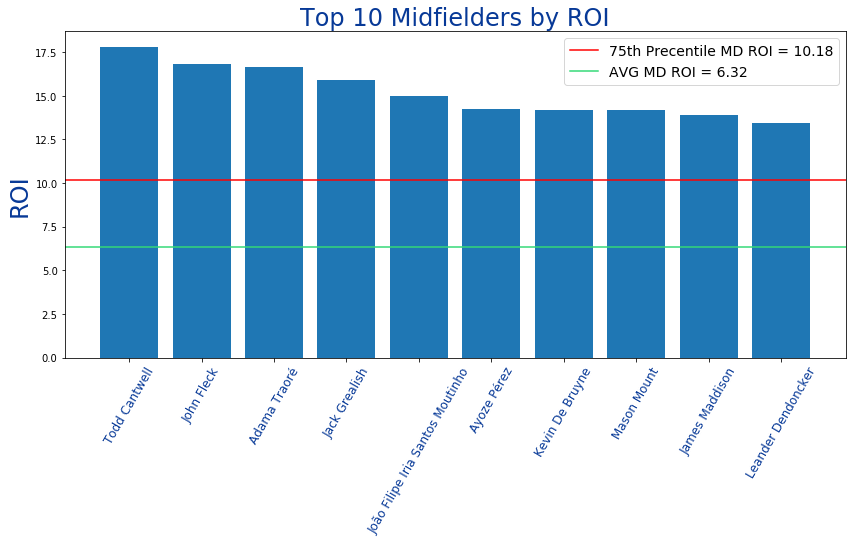 Top 10 Midfielders by ROI
75th Precentile MD ROI = 10.18
AVG MD ROI = 6.32
ROI
17.5
15.0
12.5
10.0
7.5
5.0
2.5
0.0
Todd Cantwell
John Fleck
Adama Traoré
Jack Grealish
João Filipe Iria Santos Moutinho
Ayoze Pérez
Kevin De Bruyne
Mason Mount
James Maddison
Leander Dendoncker